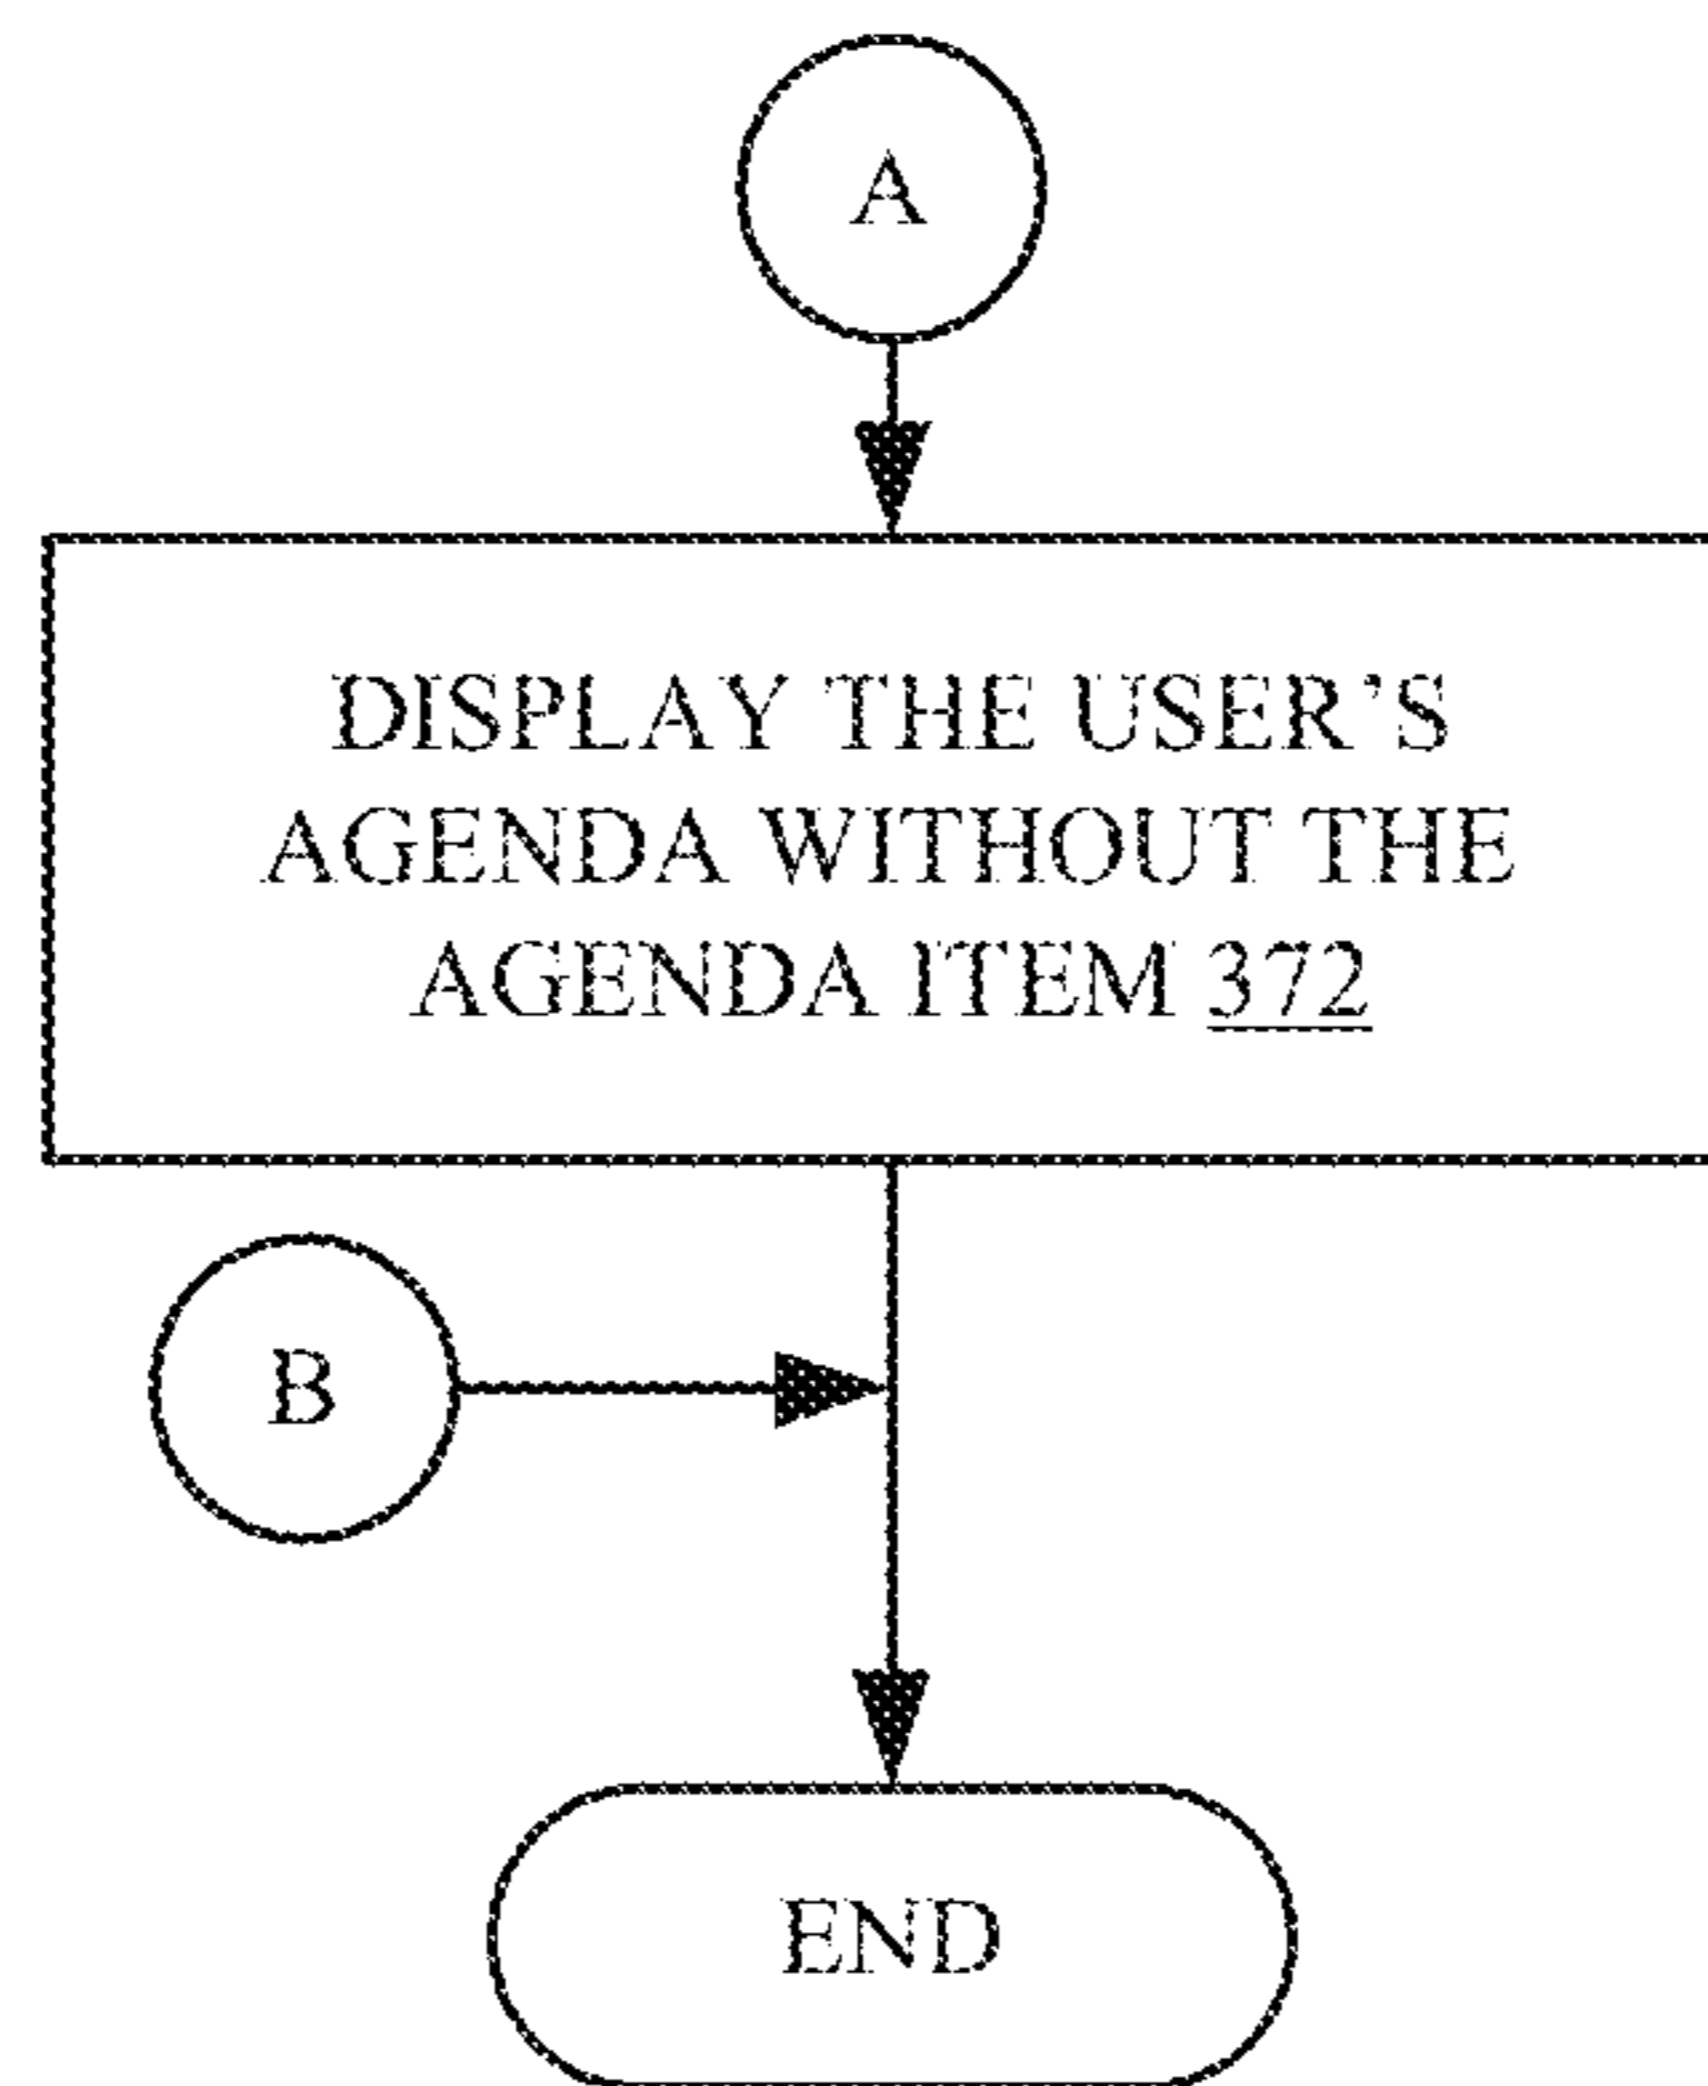 A
DISPLAY THE USER'S
AGENDA WITHOUT THE
AGENDA ITEM 372
B
END